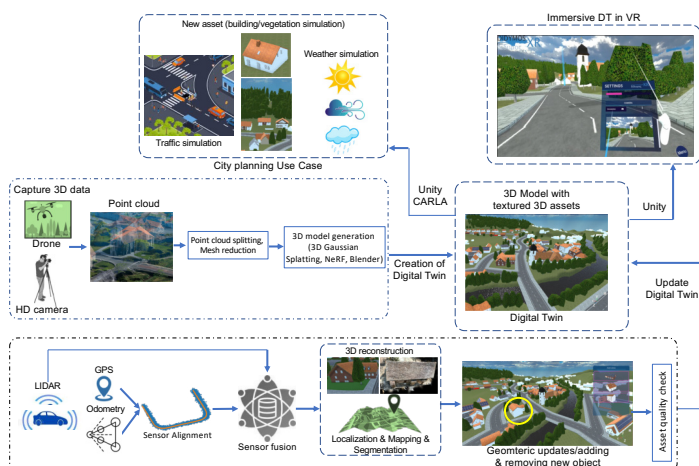 New asset (building/vegetation simulation)
Weather simulation
Traffic simulation
City planning Use Case
Immersive DT in VR
SETTINGS
Capture 3D data
Point cloud
Drone
HD camera
Point cloud splitting,
Mesh reduction
3D model generation
(3D Gaussian
Splatting, NeRF, Blender)
Creation of
Digital Twin
Unity
CARLA
3D Model with
textured 3D assets
Digital Twin
Unity
Update
Digital Twin
LIDAR
GPS
Odometry
Sensor Alignment
Sensor fusion
3D reconstruction
Localization & Mapping &
Segmentation
Geomteric updates/adding
& removing new object
Asset quality check